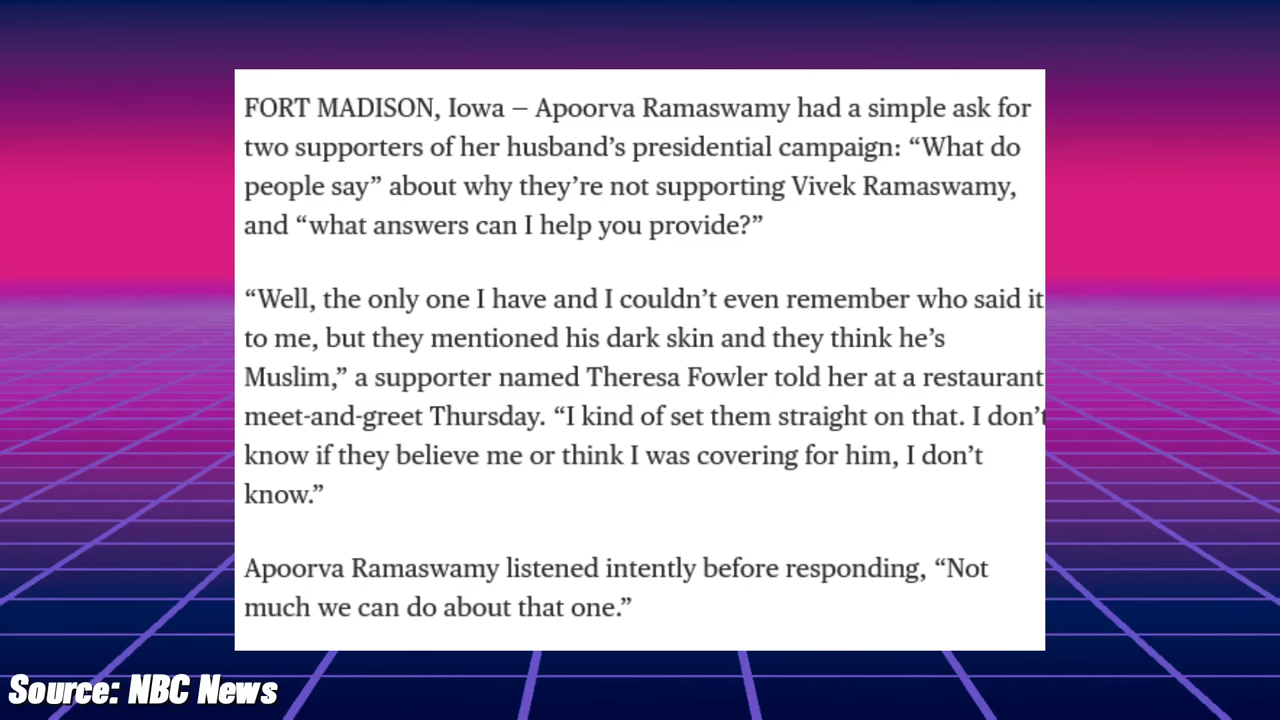 FORT MADISON, Iowa — Apoorva Ramaswamy had a simple ask for
two supporters of her husband’s presidential campaign: “What do
people say” about why they’re not supporting Vivek Ramaswamy,
and “what answers can I help you provide?”
“Well, the only one I have and I couldn’t even remember who said it
to me, but they mentioned his dark skin and they think he’s
Muslim,” a supporter named Theresa Fowler told her at a restaurant
meet-and-greet Thursday. “I kind of set them straight on that. I don’t
know if they believe me or think I was covering for him, I don’t
know.”
Apoorva Ramaswamy listened intently before responding, “Not
much we can do about that one.”
Source: NBC News